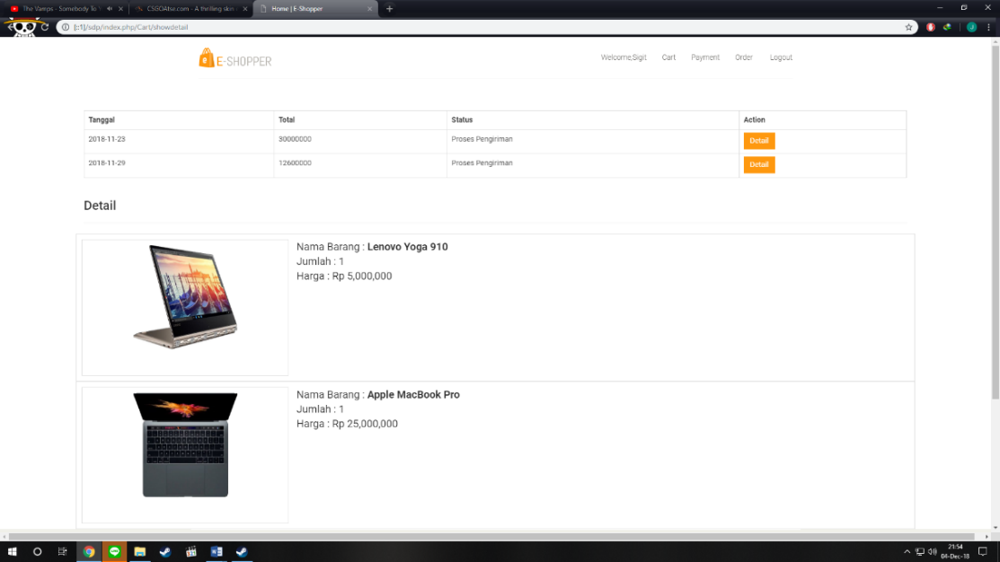 The Vamps - Somebody To
CSGOAtse.com - A thrilling skin
Home | E-Shopper
[::1]/sdp/index.php/Cart/showdetail
E-SHOPPER
Welcome,Sigit Cart Payment Order Logout
Tanggal Total Status Action
2018-11-23 30000000 Proses Pengiriman Detail
2018-11-29 12600000 Proses Pengiriman Detail
Detail
Nama Barang : Lenovo Yoga 910
Jumlah : 1
Harga : Rp 5,000,000
Nama Barang : Apple MacBook Pro
Jumlah : 1
Harga : Rp 25,000,000
21:54
04-Dec-18